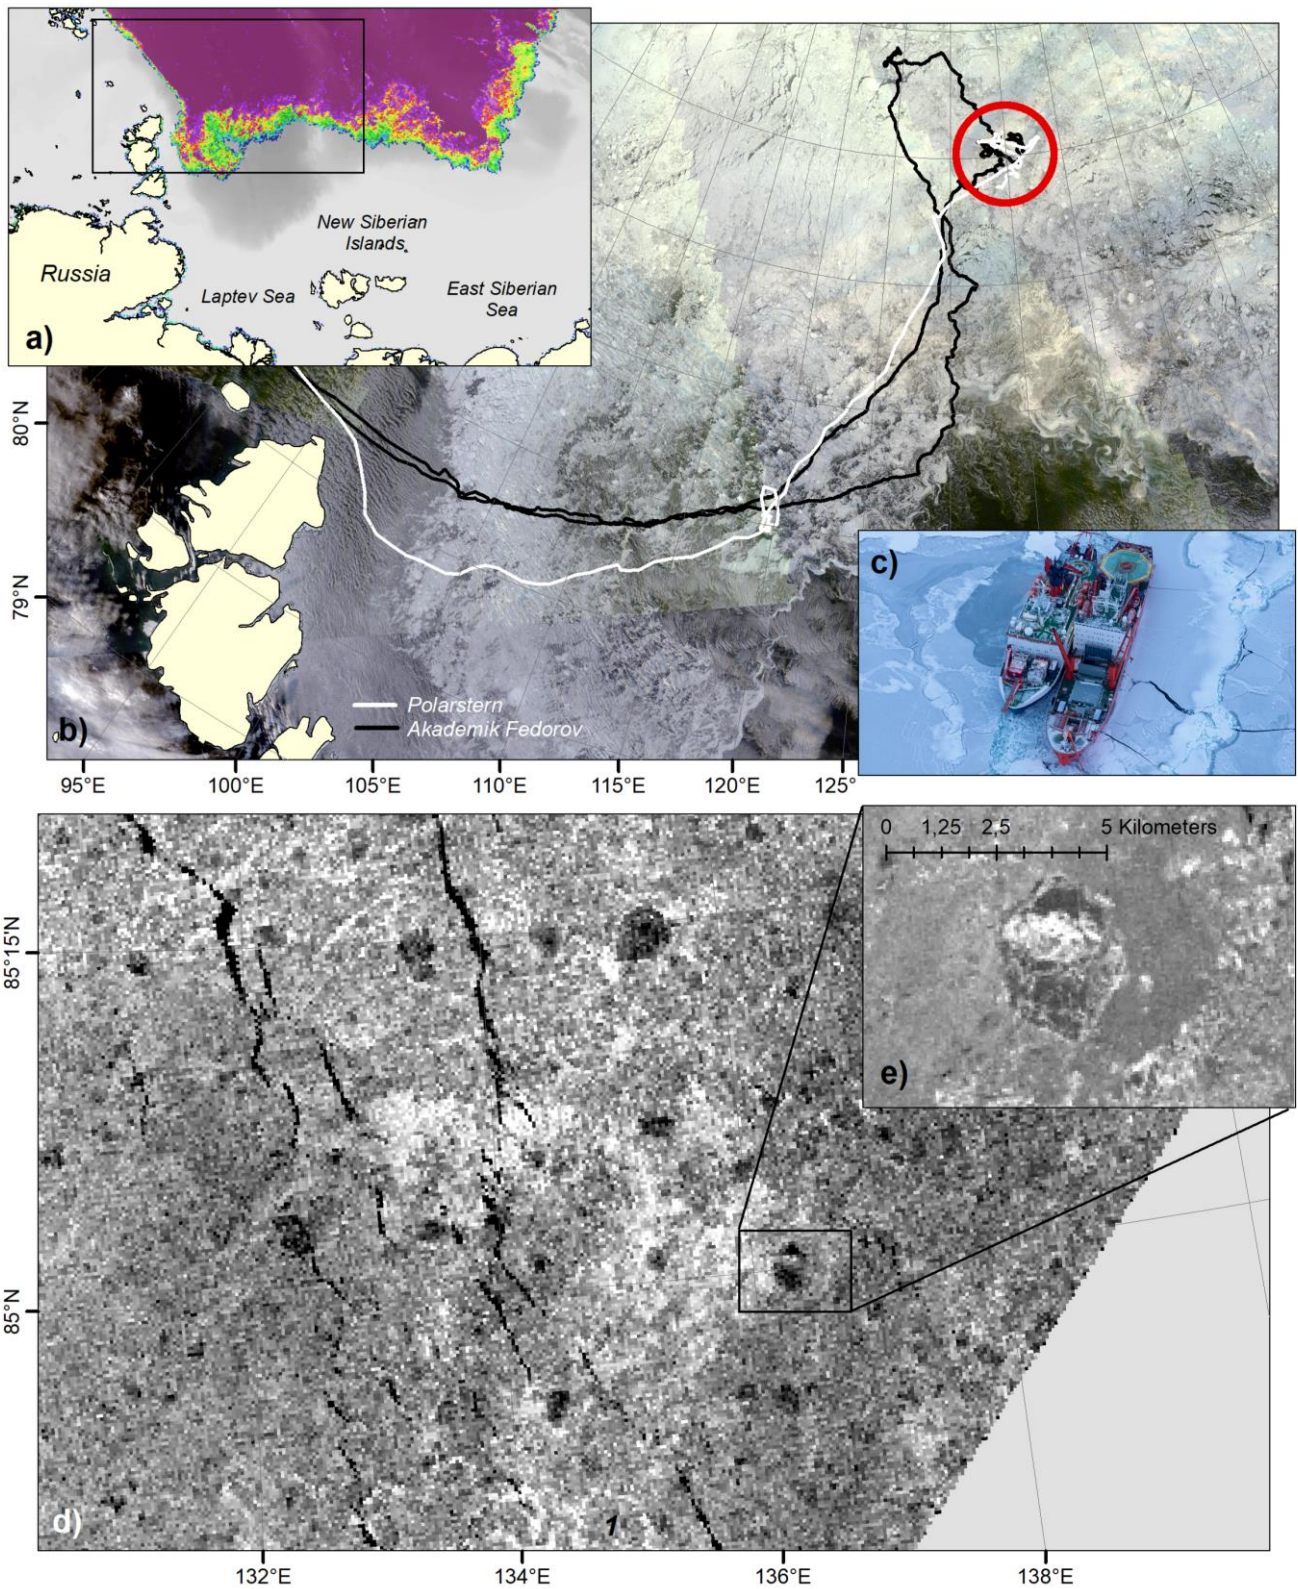 New Siberian
Islands
Russia
Laptev Sea
East Siberian
Sea
a)
80°N
79°N
c)
Polarstern
Akademik Fedorov
b)
95°E 100°E 105°E 110°E 115°E 120°E 125°
0 1,25 2,5 5 Kilometers
85°15'N
e)
85°N
d)
1
132°E 134°E 136°E 138°E